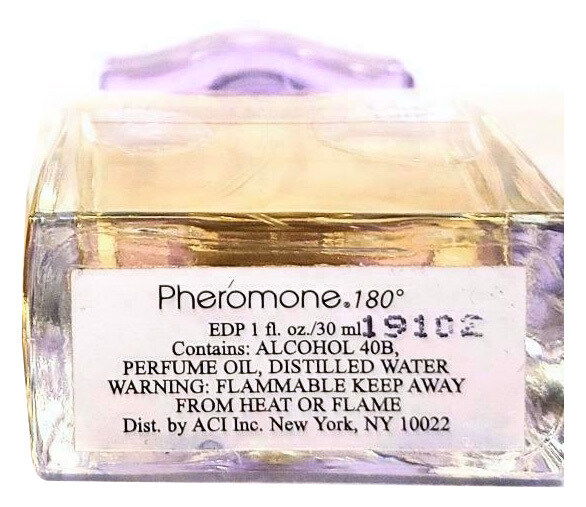 Pheromone®180°
EDP 1 fl. oz./30 ml 19102
Contains: ALCOHOL 40B,
PERFUME OIL, DISTILLED WATER
WARNING: FLAMMABLE KEEP AWAY
FROM HEAT OR FLAME
Dist. by ACI Inc. New York, NY 10022